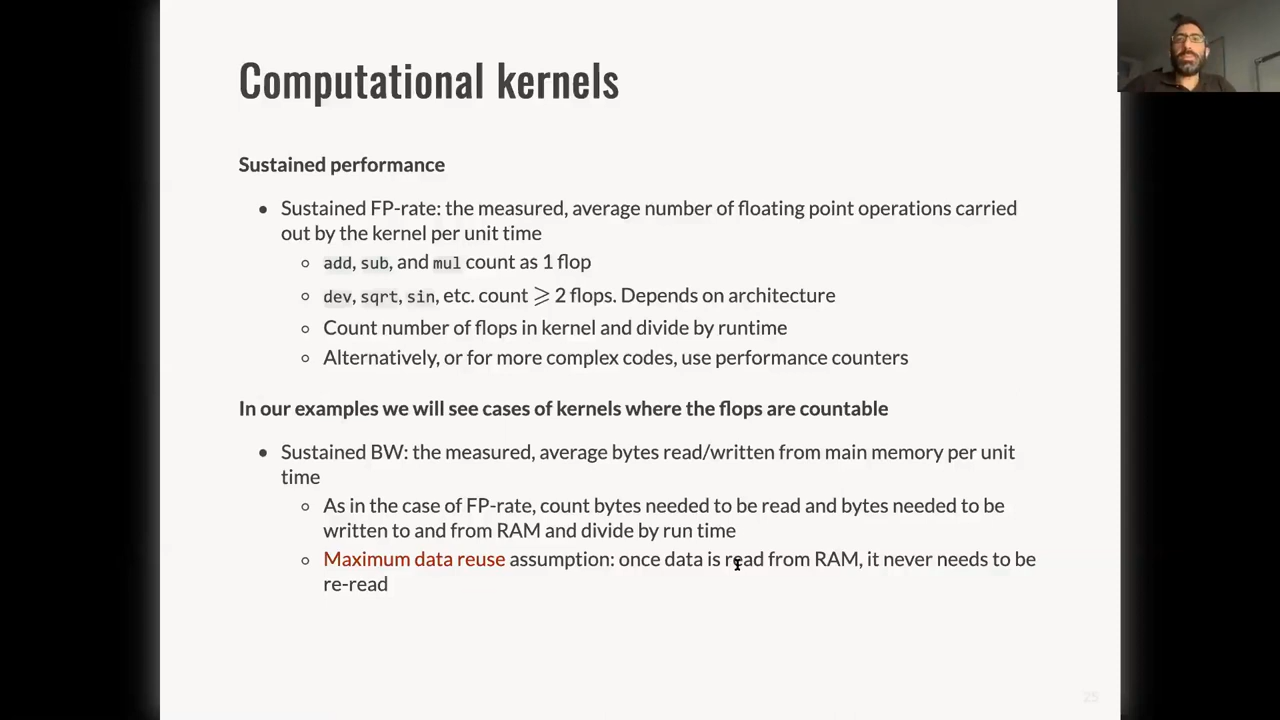 Computational kernels
Sustained performance
• Sustained FP-rate: the measured, average number of floating point operations carried
out by the kernel per unit time
◦ add, sub, and mul count as 1 flop
◦ dev, sqrt, sin, etc. count ⩾ 2 flops. Depends on architecture
◦ Count number of flops in kernel and divide by runtime
◦ Alternatively, or for more complex codes, use performance counters
In our examples we will see cases of kernels where the flops are countable
• Sustained BW: the measured, average bytes read/written from main memory per unit
time
◦ As in the case of FP-rate, count bytes needed to be read and bytes needed to be
written to and from RAM and divide by run time
◦ Maximum data reuse assumption: once data is read from RAM, it never needs to be
re-read
25